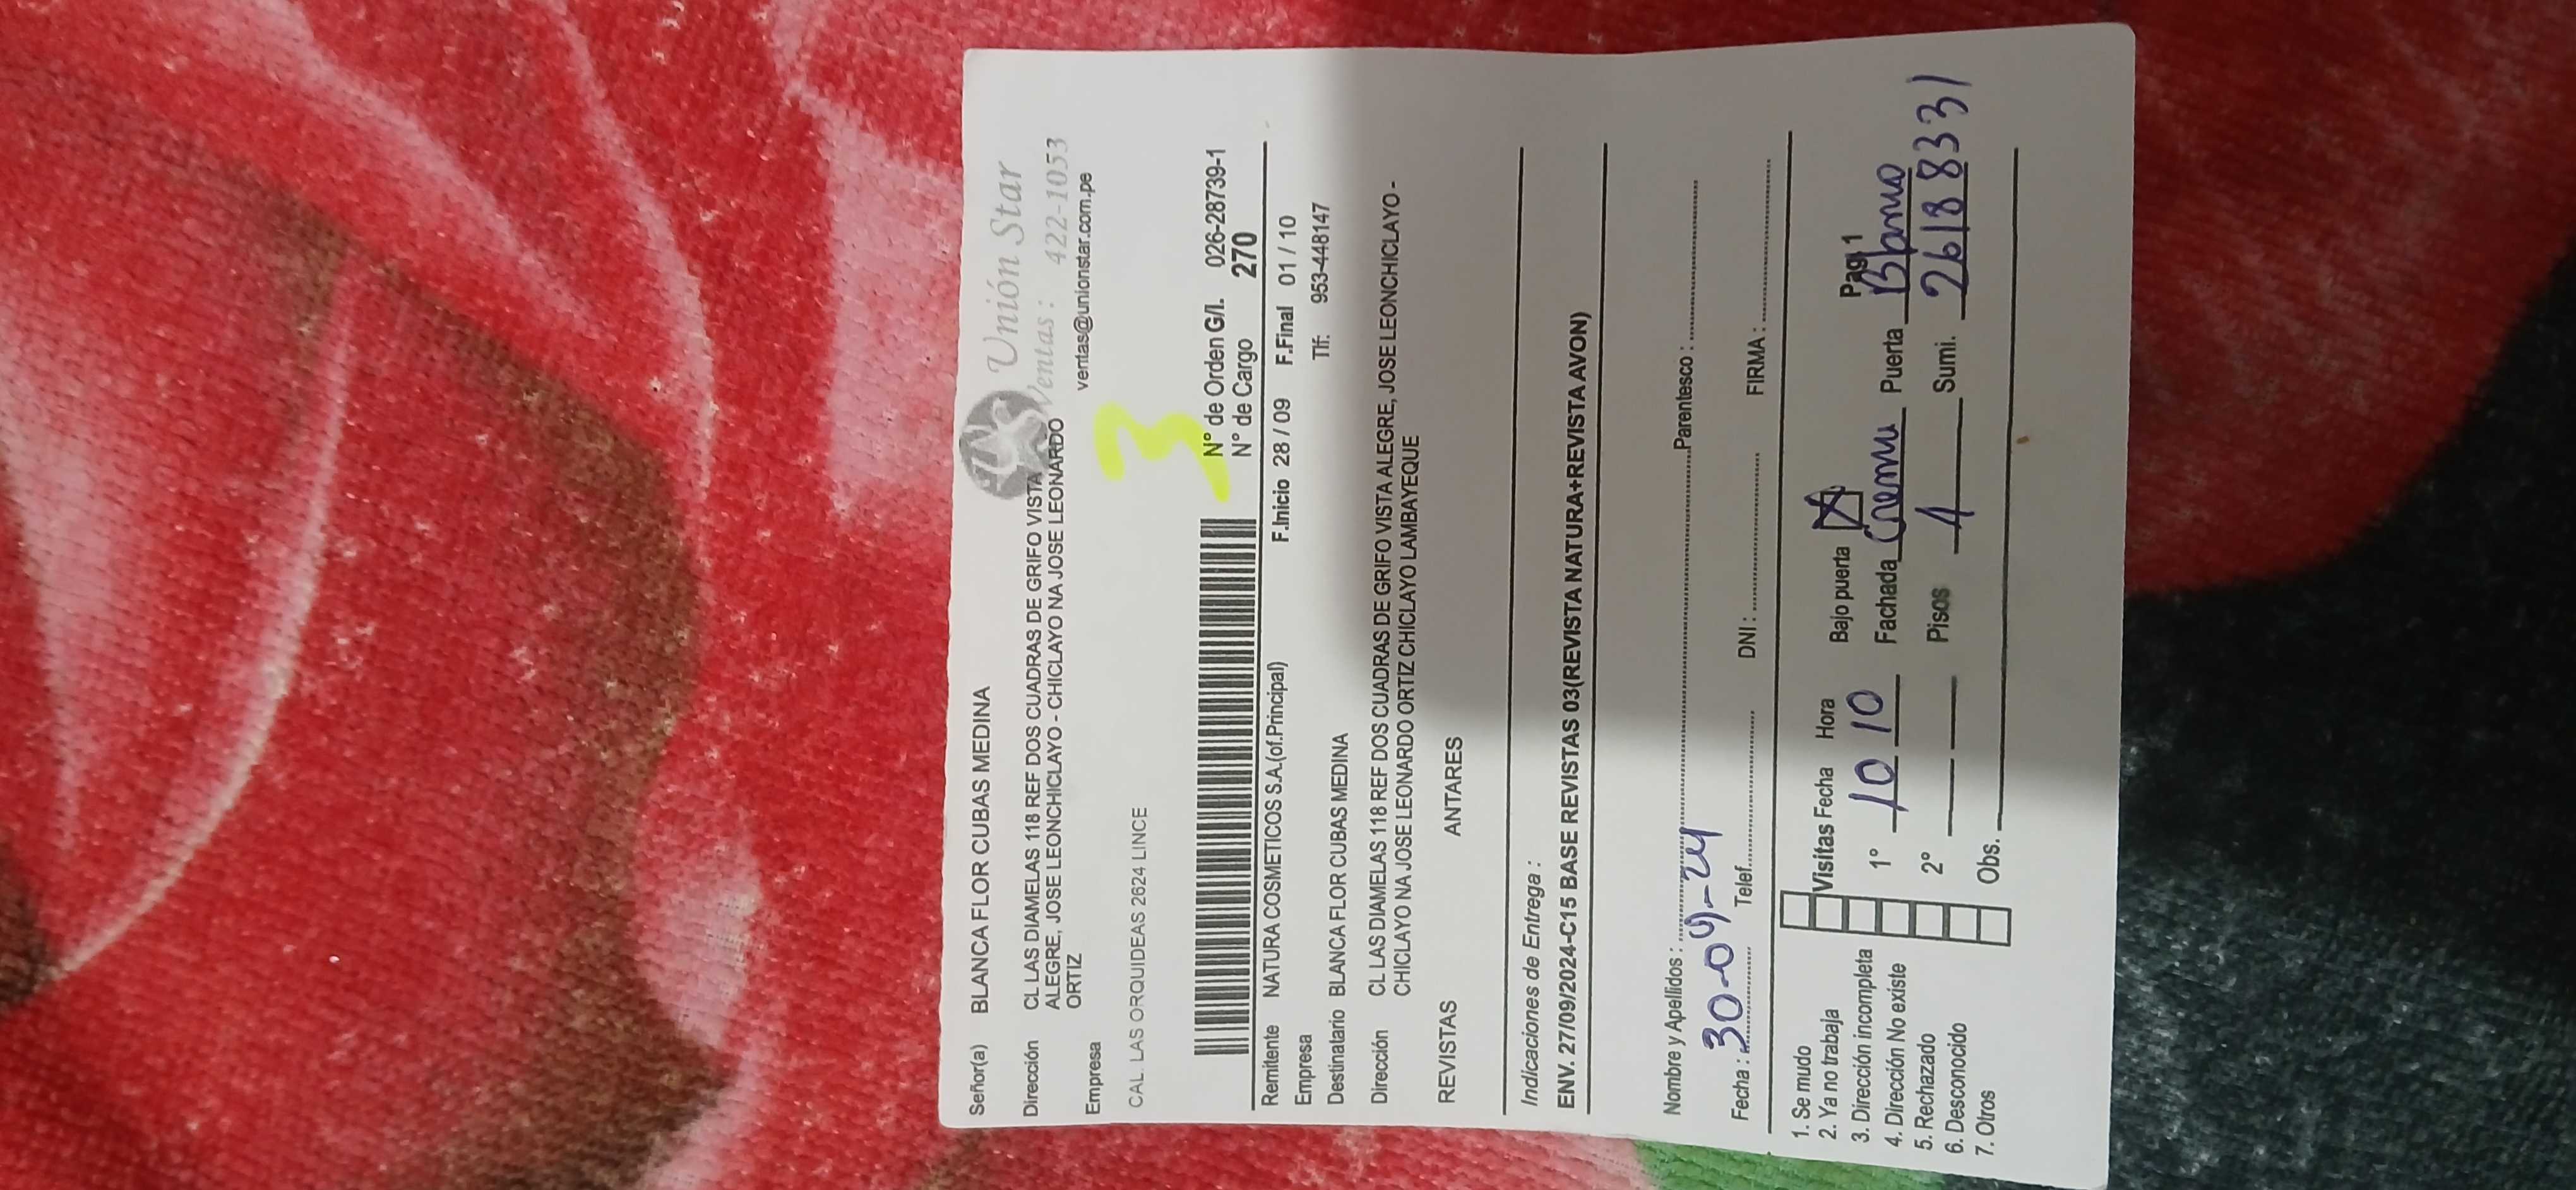 Unión Star
Ventas : 422-1053
ventas@unionstar.com.pe
Señor(a) BLANCA FLOR CUBAS MEDINA
Dirección CL LAS DIAMELAS 118 REF DOS CUADRAS DE GRIFO VISTA
ALEGRE, JOSE LEONCHICLAYO - CHICLAYO NA JOSE LEONARDO
ORTIZ
Empresa
CAL. LAS ORQUIDEAS 2624 LINCE
3
N° de Orden G/I. 026-28739-1
N° de Cargo 270
Remitente NATURA COSMETICOS S.A.(of.Principal) F.Inicio 28 / 09 F.Final 01 / 10
Empresa Tlf: 953-448147
Destinatario BLANCA FLOR CUBAS MEDINA
Dirección CL LAS DIAMELAS 118 REF DOS CUADRAS DE GRIFO VISTA ALEGRE, JOSE LEONCHICLAYO -
CHICLAYO NA JOSE LEONARDO ORTIZ CHICLAYO LAMBAYEQUE
REVISTAS ANTARES
Indicaciones de Entrega :
ENV. 27/09/2024-C15 BASE REVISTAS 03(REVISTA NATURA+REVISTA AVON)
Nombre y Apellidos : Parentesco :
Fecha : 30-09-24 Telef. DNI : FIRMA :
Pag 1
1. Se mudo
2. Ya no trabaja
3. Dirección incompleta
4. Dirección No existe
5. Rechazado
6. Desconocido
7. Otros
Visitas Fecha Hora Bajo puerta
1° 10 10 Fachada Puerta
2° Pisos 1 Sumi. 26188331
Obs.